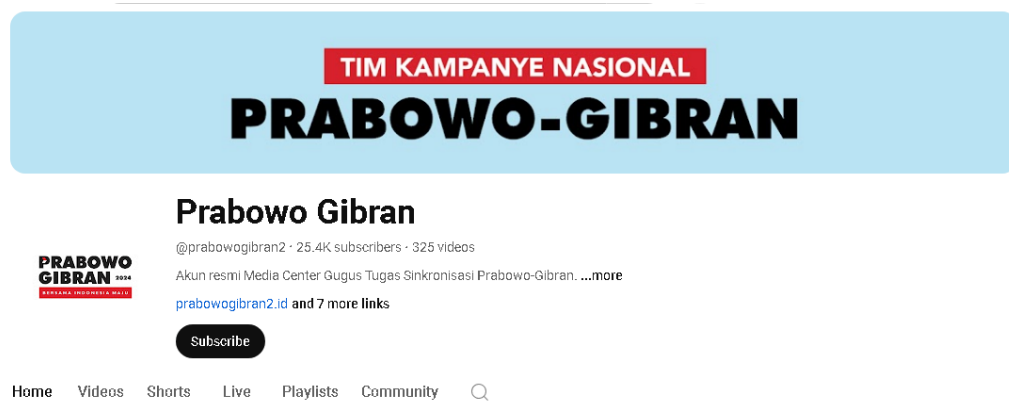 TIM KAMPANYE NASIONAL
PRABOWO-GIBRAN
Prabowo Gibran
@prabowogibran2 · 25.4K subscribers · 325 videos
PRABOWO
GIBRAN 2024
BERSAMA INDONESIA MAJU
Akun resmi Media Center Gugus Tugas Sinkronisasi Prabowo-Gibran. ...more
prabowogibran2.id and 7 more links
Subscribe
Home Videos Shorts Live Playlists Community